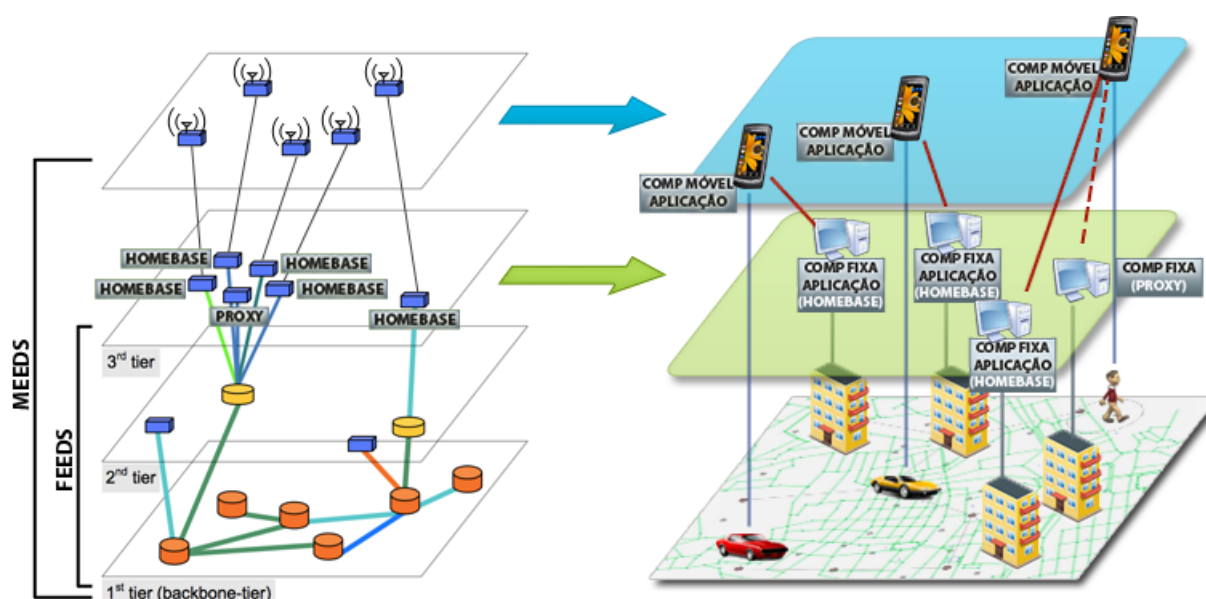 MEEDS
FEEDS
HOMEBASE
HOMEBASE
HOMEBASE
HOMEBASE
PROXY
HOMEBASE
3rd tier
2nd tier
1st tier (backbone-tier)
COMP MÓVEL
APLICAÇÃO
COMP MÓVEL
APLICAÇÃO
COMP MÓVEL
APLICAÇÃO
COMP FIXA
APLICAÇÃO
(HOMEBASE)
COMP FIXA
APLICAÇÃO
(HOMEBASE)
COMP FIXA
(PROXY)
COMP FIXA
APLICAÇÃO
(HOMEBASE)